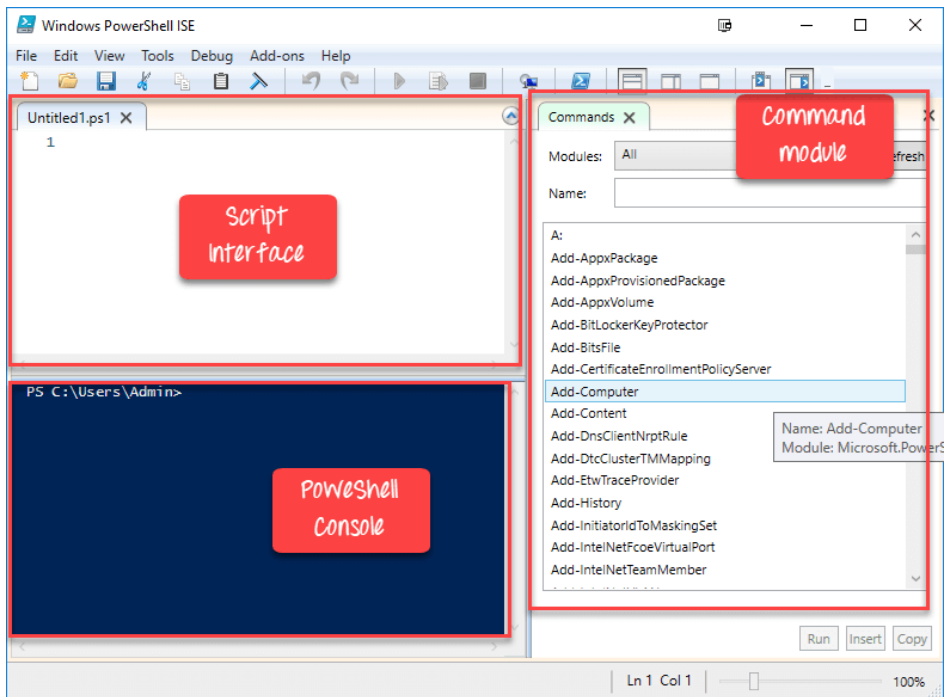 Windows PowerShell ISE
File Edit View Tools Debug Add-ons Help
Untitled1.ps1
1
Script
Interface
PS C:\Users\Admin>
PoweShell
Console
Commands
Command
module
Modules: All
efresh
Name:
A:
Add-AppxPackage
Add-AppxProvisionedPackage
Add-AppxVolume
Add-BitLockerKeyProtector
Add-BitsFile
Add-CertificateEnrollmentPolicyServer
Add-Computer
Add-Content
Add-DnsClientNrptRule
Add-DtcClusterTMMapping
Add-EtwTraceProvider
Add-History
Add-InitiatorIdToMaskingSet
Add-IntelNetFcoeVirtualPort
Add-IntelNetTeamMember
Name: Add-Computer
Module: Microsoft.PowerS
Run Insert Copy
Ln 1 Col 1 100%